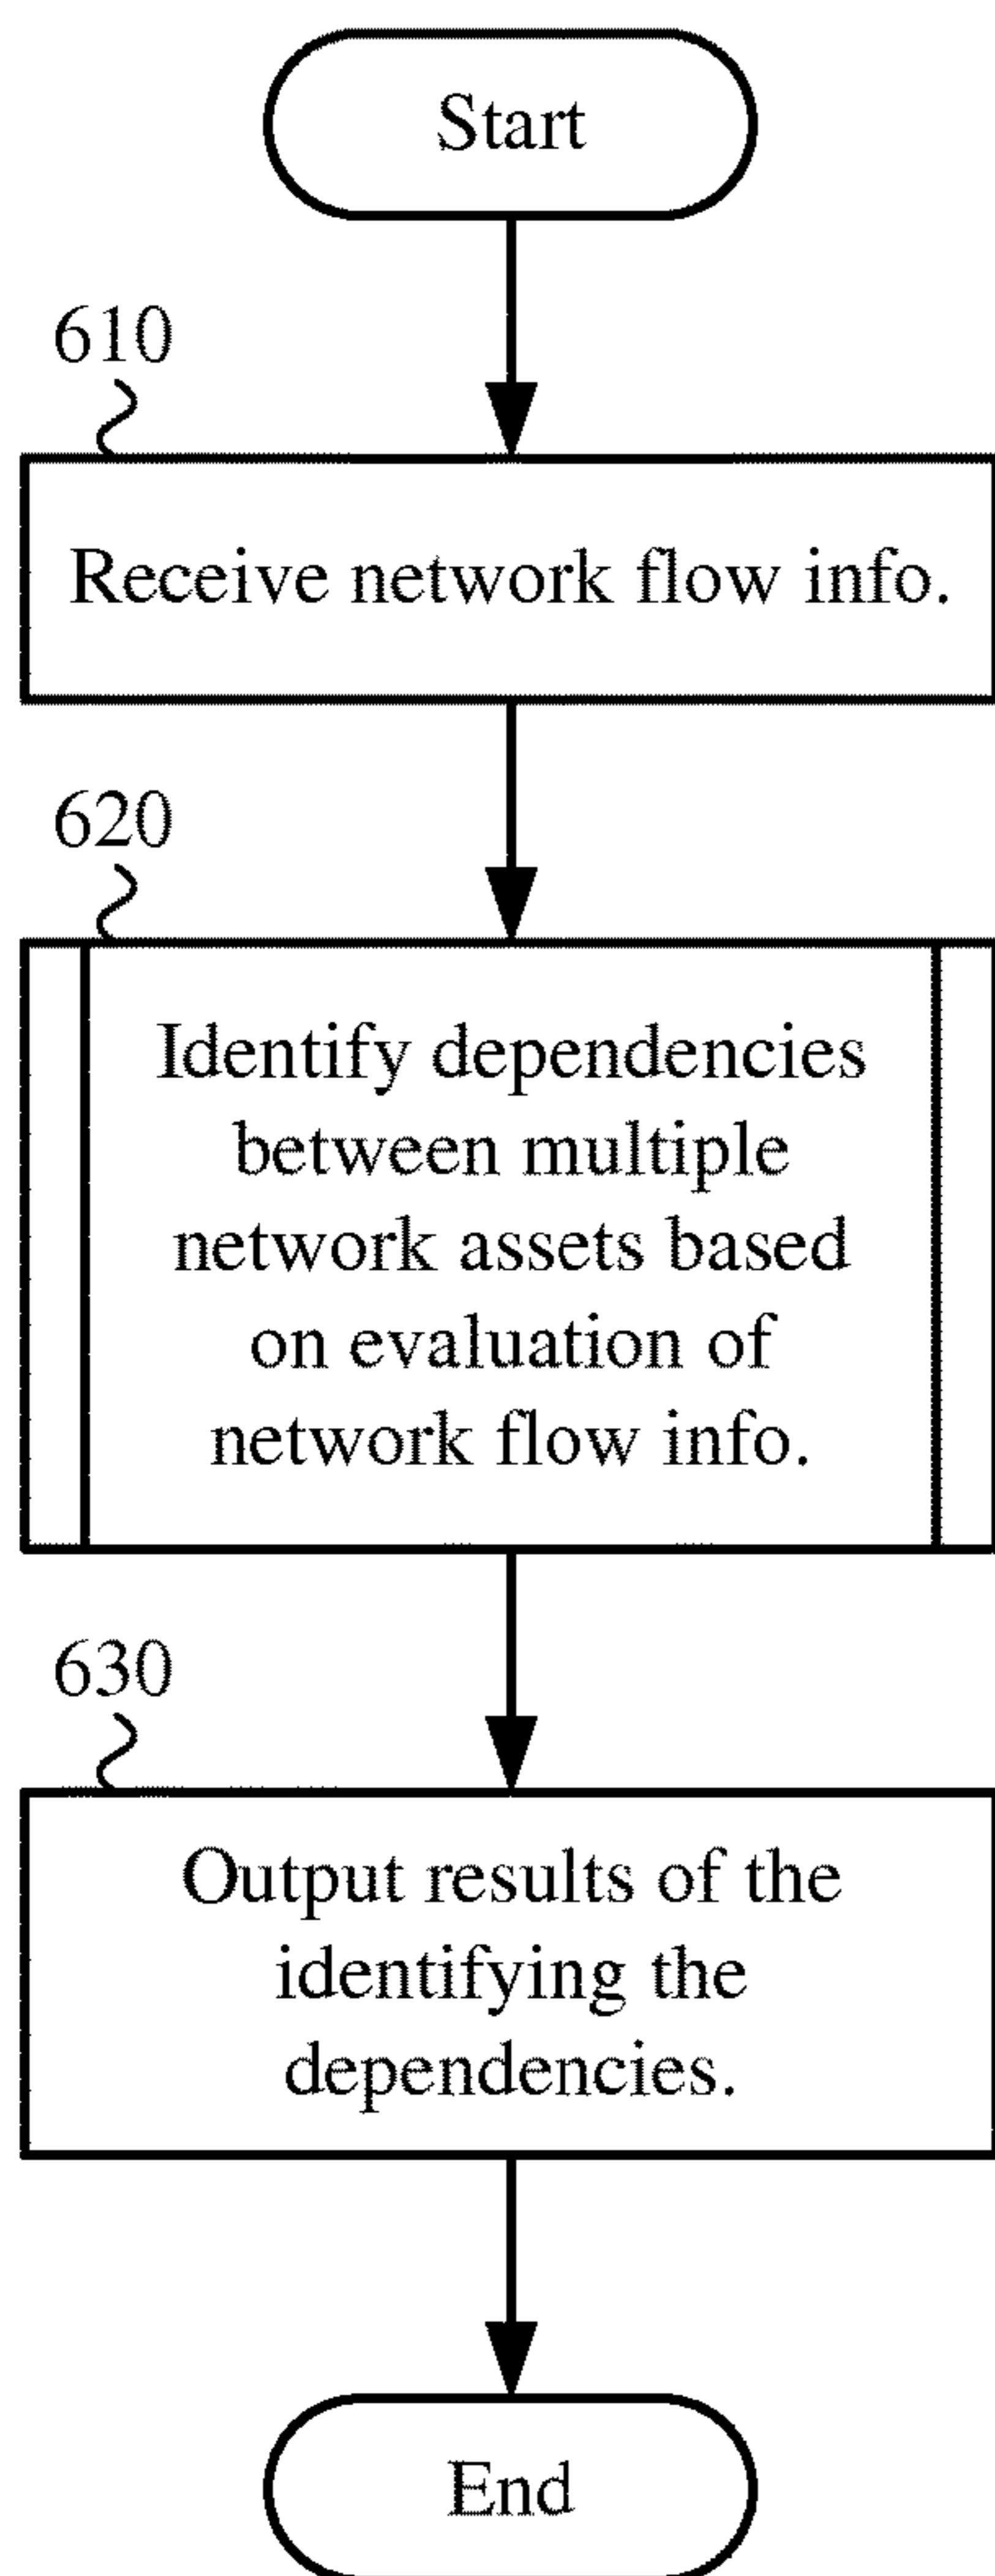 Start
610
Receive network flow info.
620
Identify dependencies
between multiple
network assets based
on evaluation of
network flow info.
630
Output results of the
identifying the
dependencies.
End